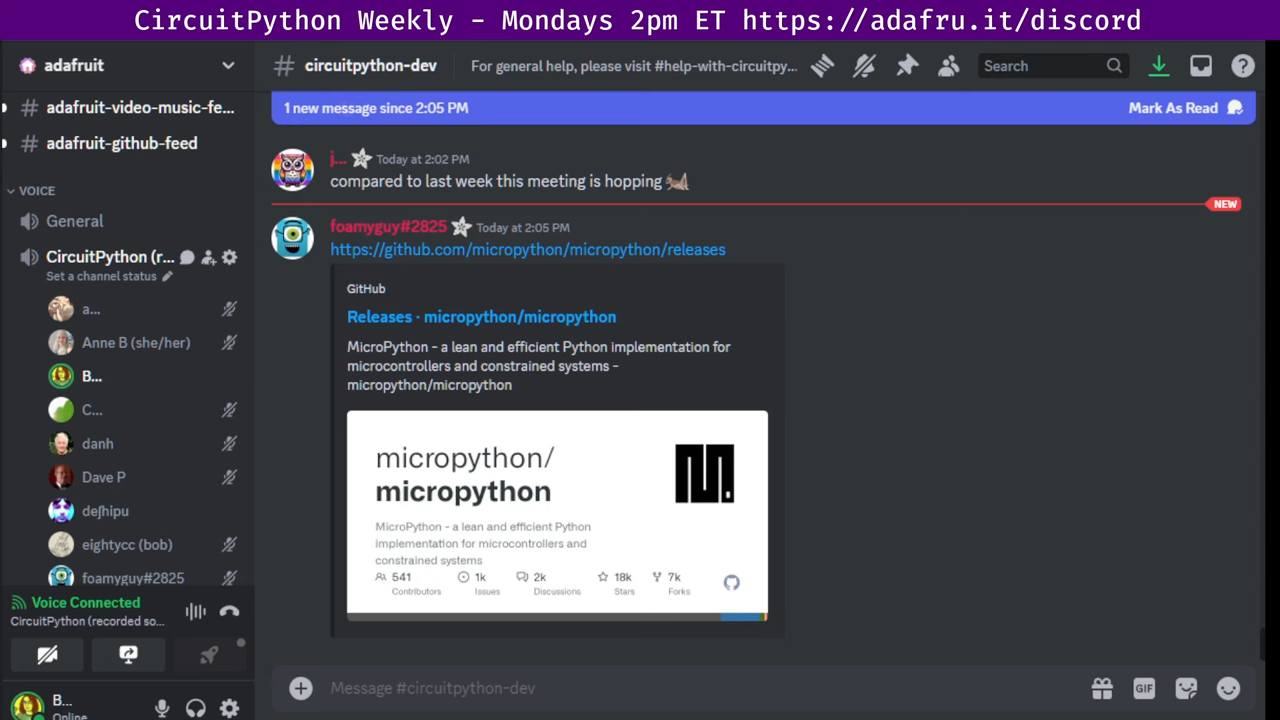 CircuitPython Weekly - Mondays 2pm ET https://adafru.it/discord
adafruit
# circuitpython-dev
For general help, please visit #help-with-circuitpy...
Search
adafruit-video-music-fe...
adafruit-github-feed
VOICE
General
CircuitPython (r...
Set a channel status
a...
Anne B (she/her)
B...
C...
danh
Dave P
deʃhipu
eightycc (bob)
foamyguy#2825
Voice Connected
CircuitPython (recorded so...
B...
Online
1 new message since 2:05 PM
Mark As Read
j... Today at 2:02 PM
compared to last week this meeting is hopping
NEW
foamyguy#2825 Today at 2:05 PM
https://github.com/micropython/micropython/releases
GitHub
Releases · micropython/micropython
MicroPython - a lean and efficient Python implementation for
microcontrollers and constrained systems -
micropython/micropython
micropython/
micropython
MicroPython - a lean and efficient Python
implementation for microcontrollers and
constrained systems
541 Contributors
1k Issues
2k Discussions
18k Stars
7k Forks
Message #circuitpython-dev
GIF